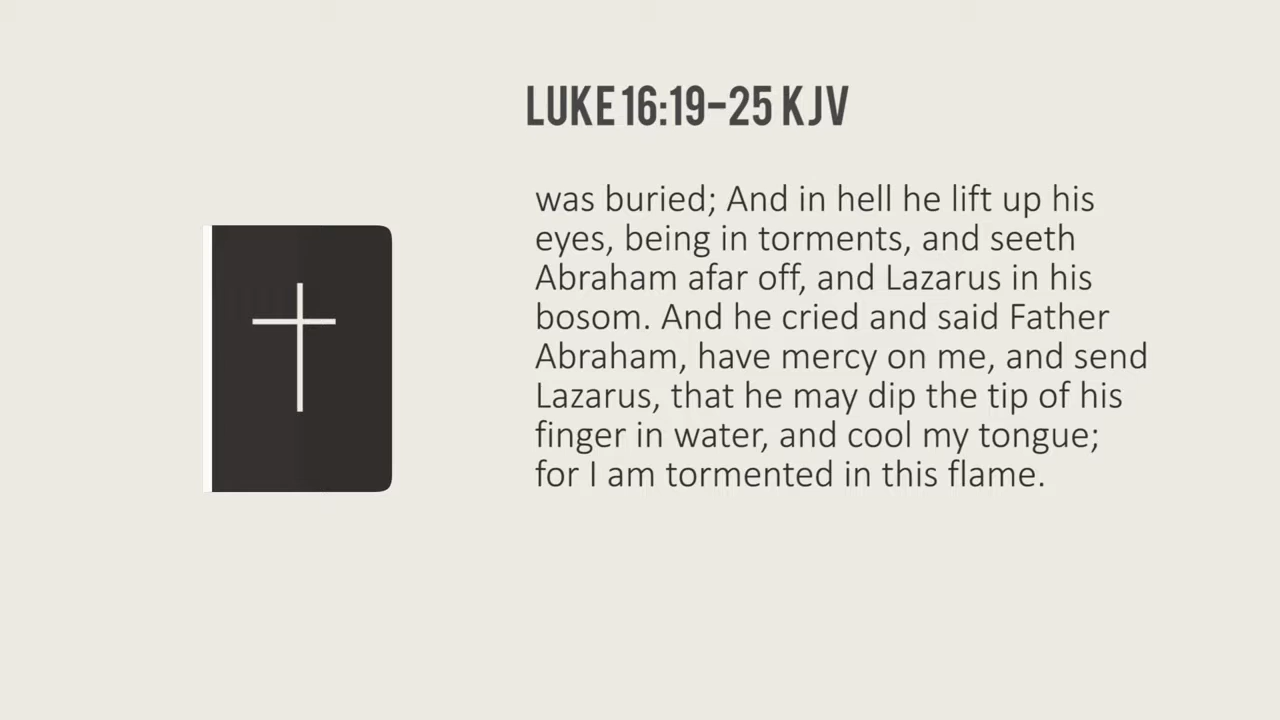 LUKE 16:19-25 KJV
was buried; And in hell he lift up his
eyes, being in torments, and seeth
Abraham afar off, and Lazarus in his
bosom. And he cried and said Father
Abraham, have mercy on me, and send
Lazarus, that he may dip the tip of his
finger in water, and cool my tongue;
for I am tormented in this flame.